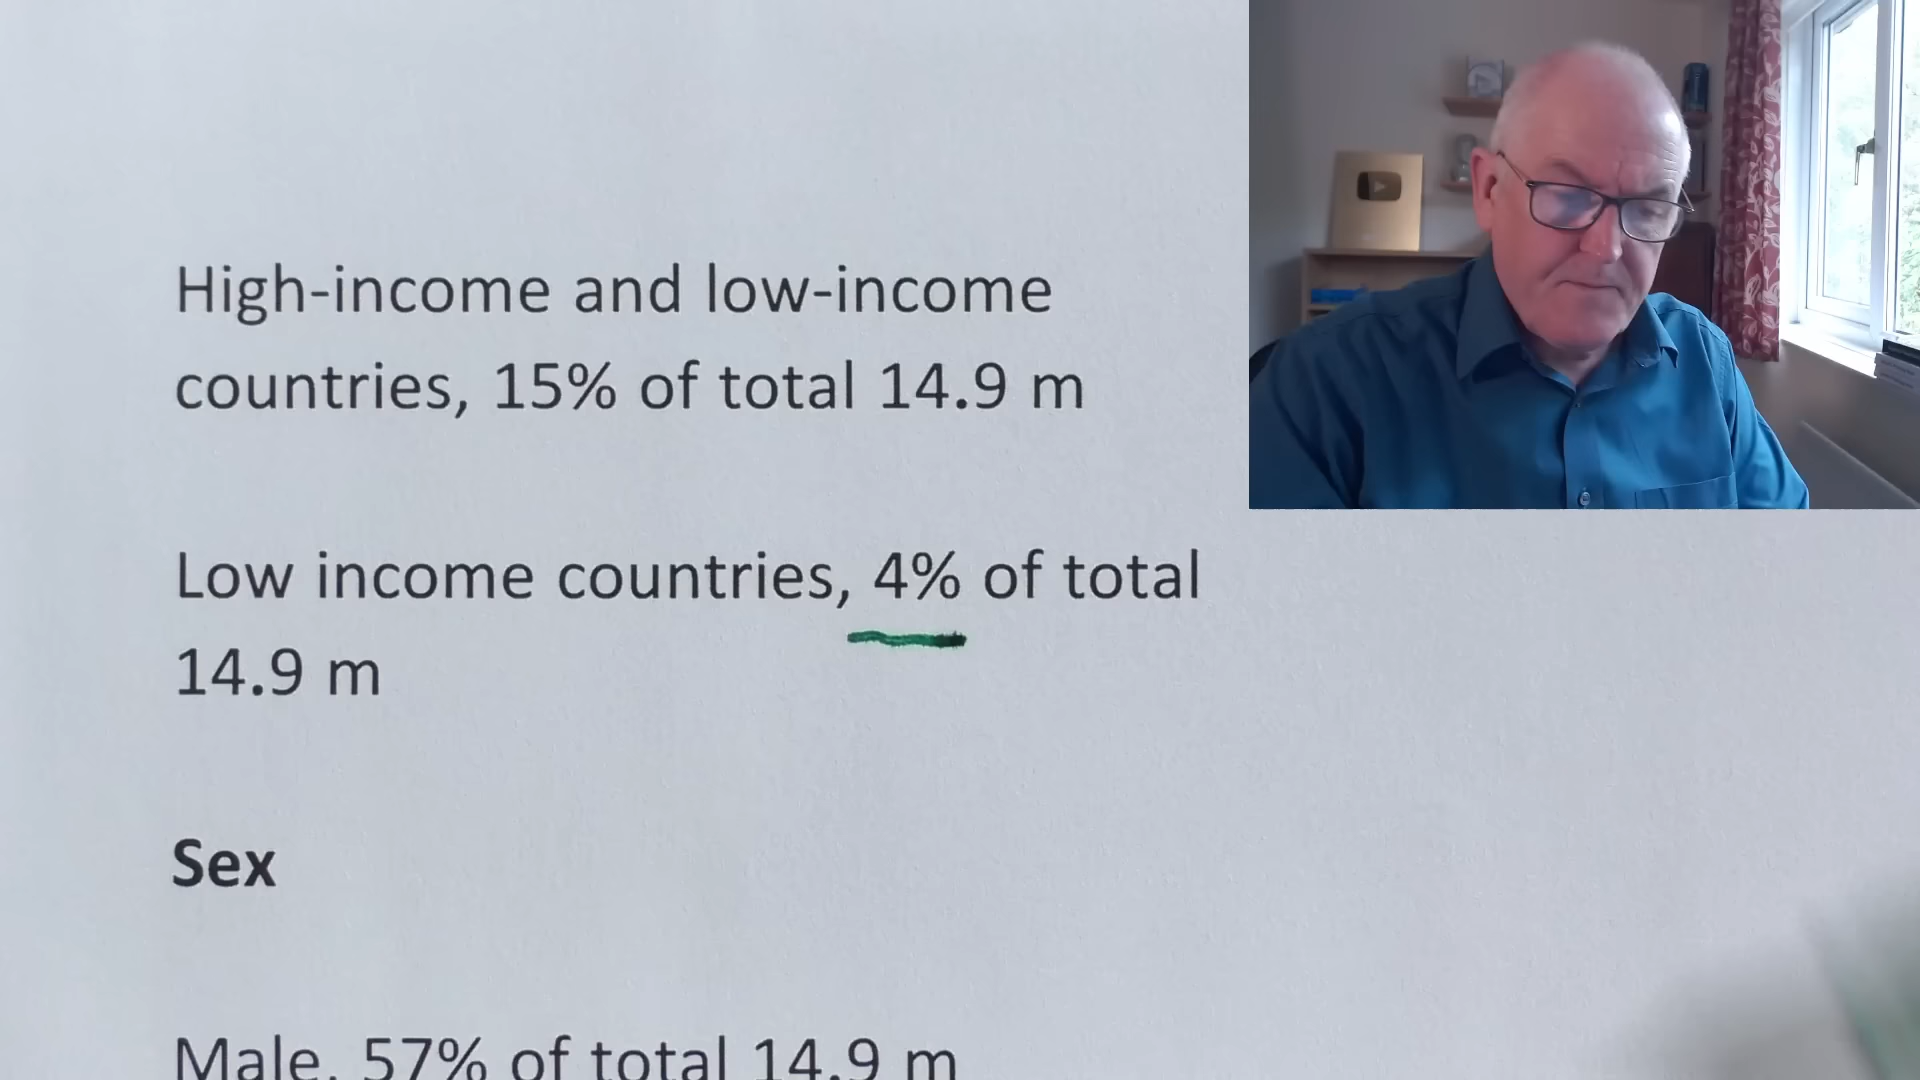 High-income and low-income
countries, 15% of total 14.9 m
Low income countries, 4% of total
14.9 m
Sex
Male, 57% of total 14.9 m